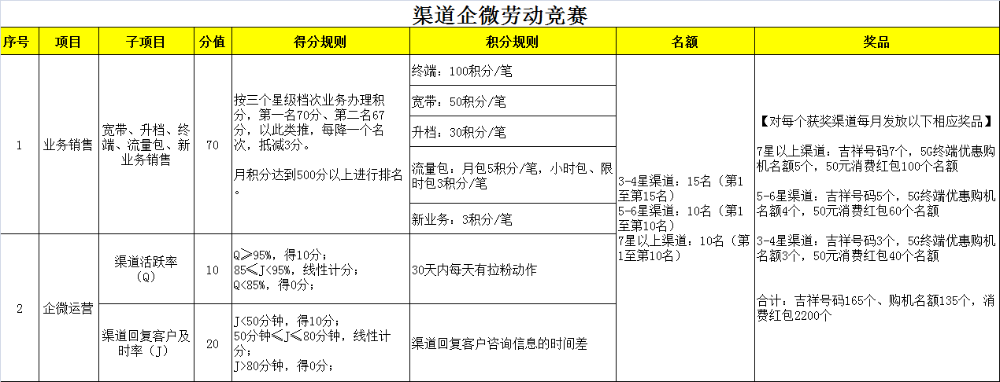 渠道企微劳动竞赛
序号 项目 子项目 分值 得分规则 积分规则 名额 奖品
1
业务销售
宽带、升档、终
端、流量包、新
业务销售
70
按三个星级档次业务办理积
分，第一名70分、第二名67
分，以此类推，每降一个名
次，抵减3分。
月积分达到500分以上进行排名
。
终端：100积分/笔
宽带：50积分/笔
升档：30积分/笔
流量包：月包5积分/笔，小时包、限
时包3积分/笔
新业务：3积分/笔
2
企微运营
渠道活跃率
（Q）
10
Q≥95%，得10分；
85≤J<95%，线性计分；
Q<85%，得0分；
30天内每天有拉粉动作
渠道回复客户及
时率（J）
20
J<50分钟，得10分；
50分钟≤J≤80分钟，线性计
分；
J>80分钟，得0分；
渠道回复客户咨询信息的时间差
3-4星渠道：15名（第1
至第15名）
5-6星渠道：10名（第1
至第10名）
7星以上渠道：10名（第
1至第10名）
【对每个获奖渠道每月发放以下相应奖品】
7星以上渠道：吉祥号码7个，5G终端优惠购
机名额5个，50元消费红包100个名额
5-6星渠道：吉祥号码5个，5G终端优惠购机
名额4个，50元消费红包60个名额
3-4星渠道：吉祥号码3个，5G终端优惠购机
名额3个，50元消费红包40个名额
合计：吉祥号码165个、购机名额135个，消
费红包2200个